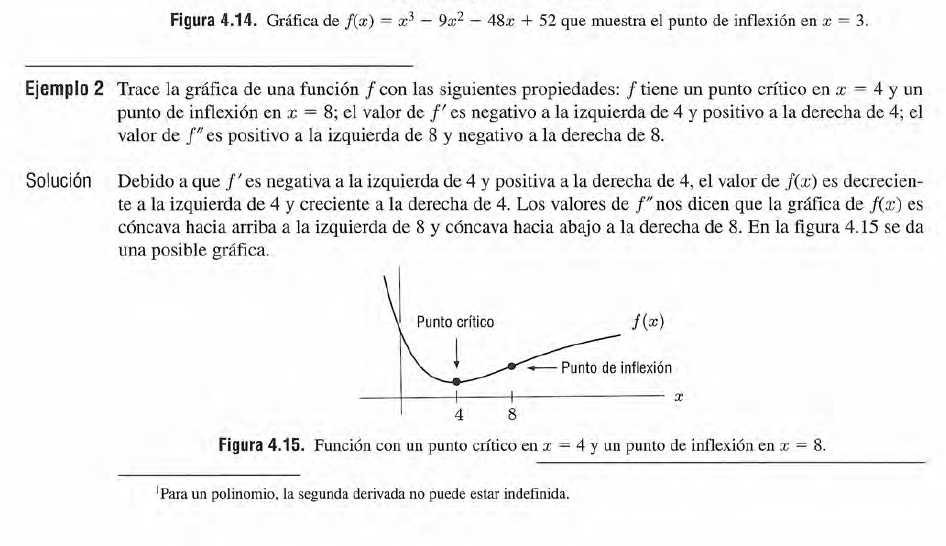 Figura 4.14. Gráfica de f(x) = x³ − 9x² − 48x + 52 que muestra el punto de inflexión en x = 3.
Ejemplo 2 Trace la gráfica de una función f con las siguientes propiedades: f tiene un punto crítico en x = 4 y un
punto de inflexión en x = 8; el valor de f′ es negativo a la izquierda de 4 y positivo a la derecha de 4; el
valor de f″ es positivo a la izquierda de 8 y negativo a la derecha de 8.
Solución Debido a que f′ es negativa a la izquierda de 4 y positiva a la derecha de 4, el valor de f(x) es decrecien-
te a la izquierda de 4 y creciente a la derecha de 4. Los valores de f″ nos dicen que la gráfica de f(x) es
cóncava hacia arriba a la izquierda de 8 y cóncava hacia abajo a la derecha de 8. En la figura 4.15 se da
una posible gráfica.
Punto crítico
f(x)
Punto de inflexión
x
4 8
Figura 4.15. Función con un punto crítico en x = 4 y un punto de inflexión en x = 8.
¹Para un polinomio, la segunda derivada no puede estar indefinida.